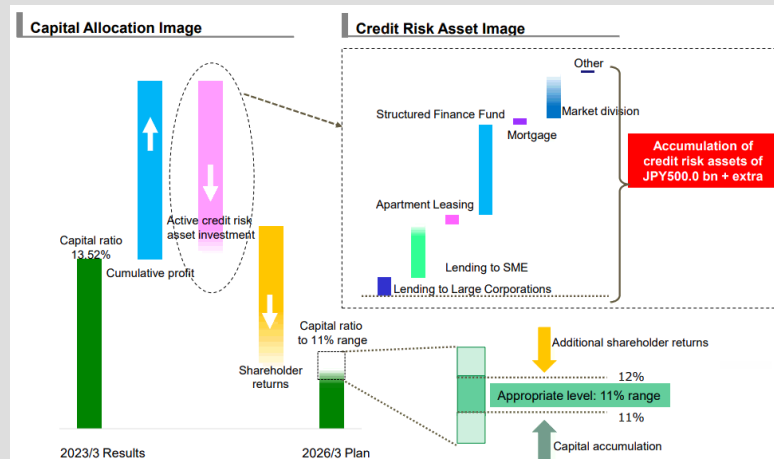 Capital Allocation Image
Credit Risk Asset Image
Other
Structured Finance Fund
Market division
Mortgage
Accumulation of
credit risk assets of
JPY500.0 bn + extra
Apartment Leasing
Active credit risk
asset investment
Capital ratio
13.52%
Cumulative profit
Lending to SME
Lending to Large Corporations
Capital ratio
to 11% range
Shareholder
returns
Additional shareholder returns
12%
Appropriate level: 11% range
11%
Capital accumulation
2023/3 Results
2026/3 Plan